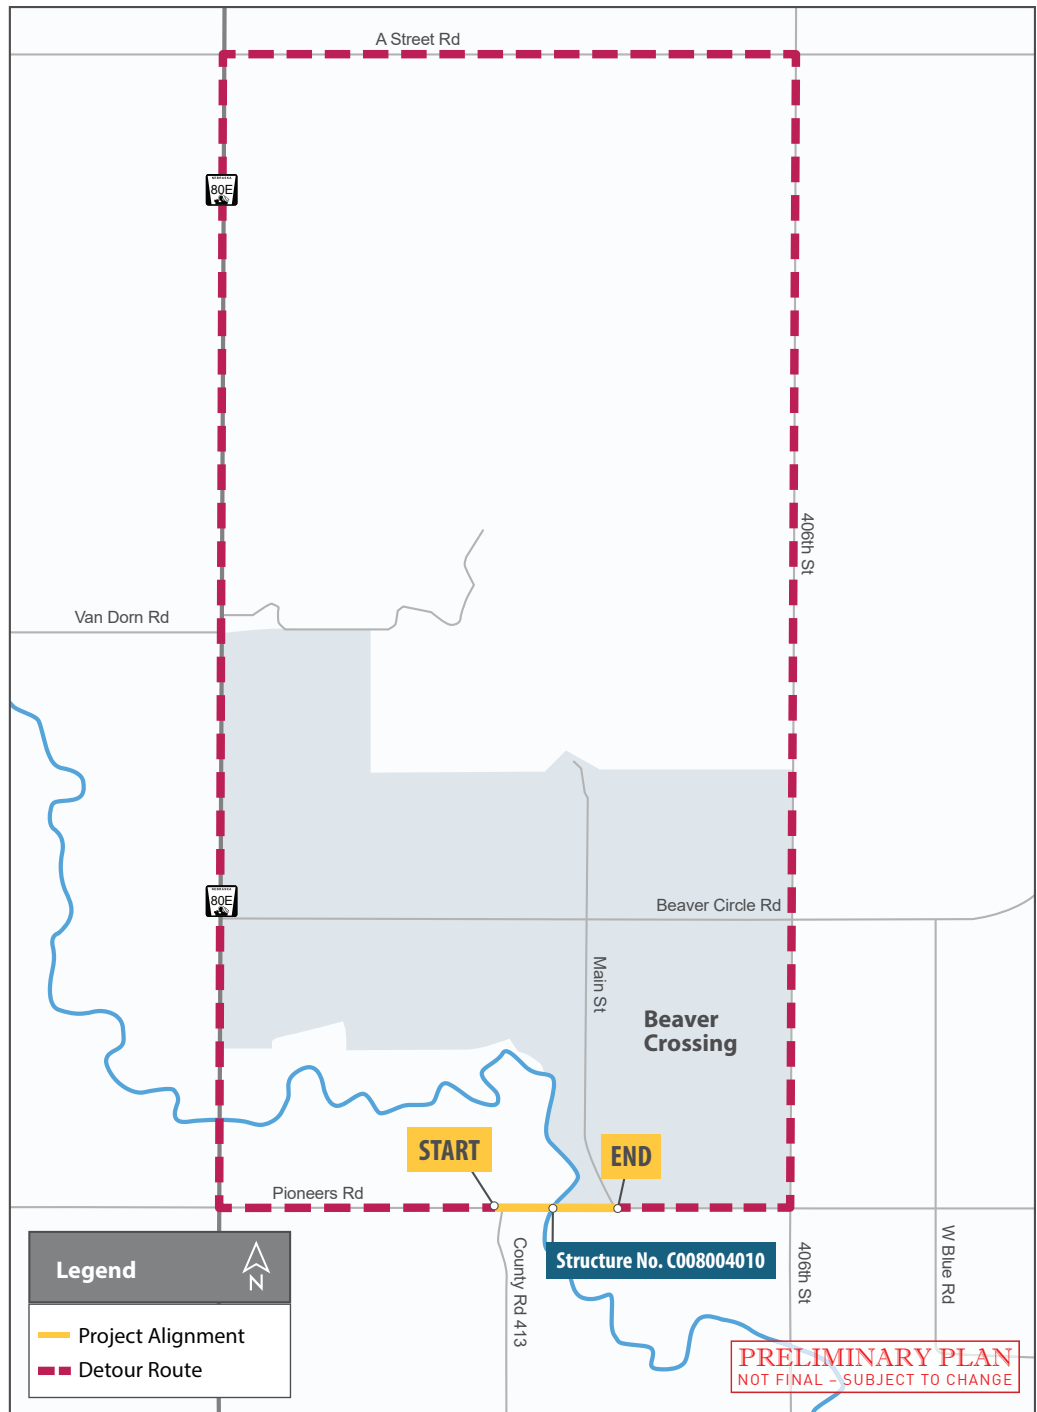 A Street Rd
NEBRASKA
80E
406th St
Van Dorn Rd
NEBRASKA
80E
Beaver Circle Rd
Main St
Beaver
Crossing
START
END
Pioneers Rd
Structure No. C008004010
County Rd 413
406th St
W Blue Rd
Legend
N
Project Alignment
Detour Route
PRELIMINARY PLAN
NOT FINAL – SUBJECT TO CHANGE